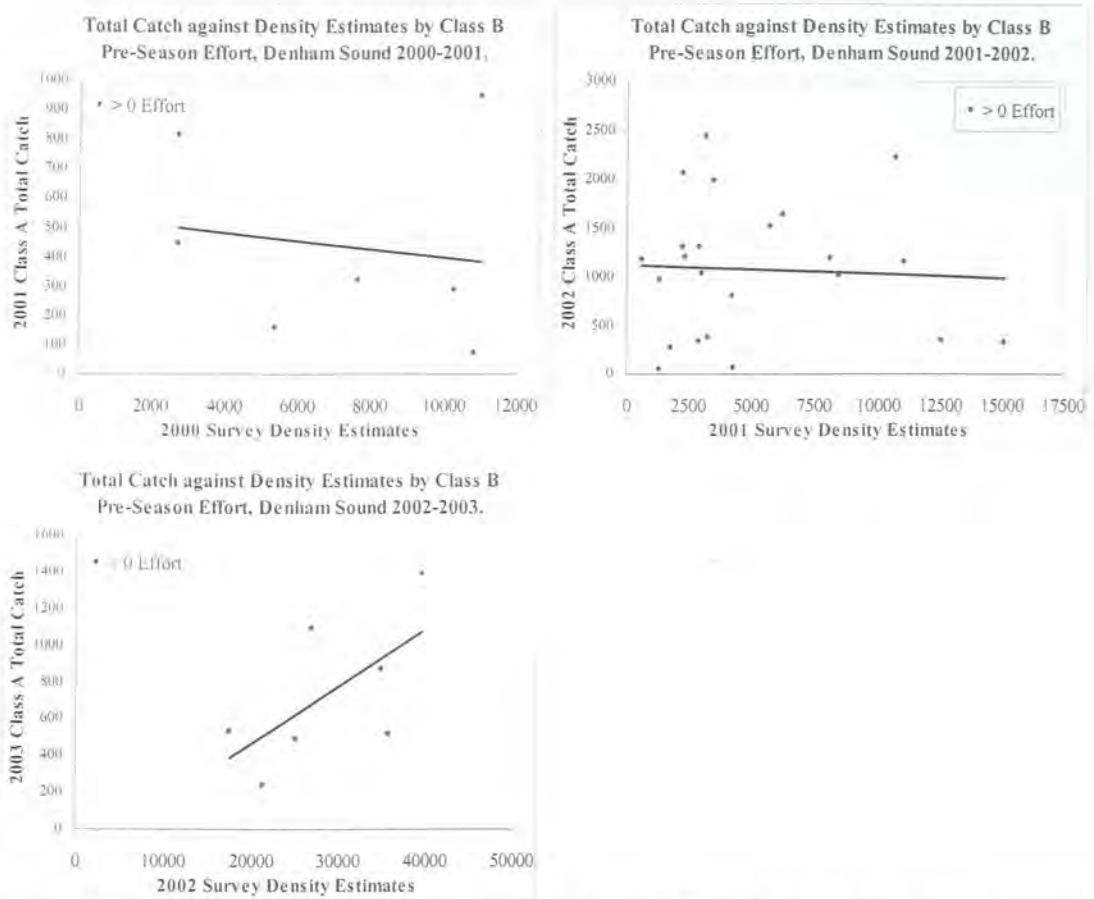 Total Catch against Density Estimates by Class B
Pre-Season Effort, Denham Sound 2000-2001.
2001 Class A Total Catch
1000
900
800
700
600
500
400
300
200
100
0
> 0 Effort
0 2000 4000 6000 8000 10000 12000
2000 Survey Density Estimates
Total Catch against Density Estimates by Class B
Pre-Season Effort, Denham Sound 2001-2002.
2002 Class A Total Catch
3000
2500
2000
1500
1000
500
0
> 0 Effort
0 2500 5000 7500 10000 12500 15000 17500
2001 Survey Density Estimates
Total Catch against Density Estimates by Class B
Pre-Season Effort, Denham Sound 2002-2003.
2003 Class A Total Catch
1600
1400
1200
1000
800
600
400
200
0
0 Effort
0 10000 20000 30000 40000 50000
2002 Survey Density Estimates